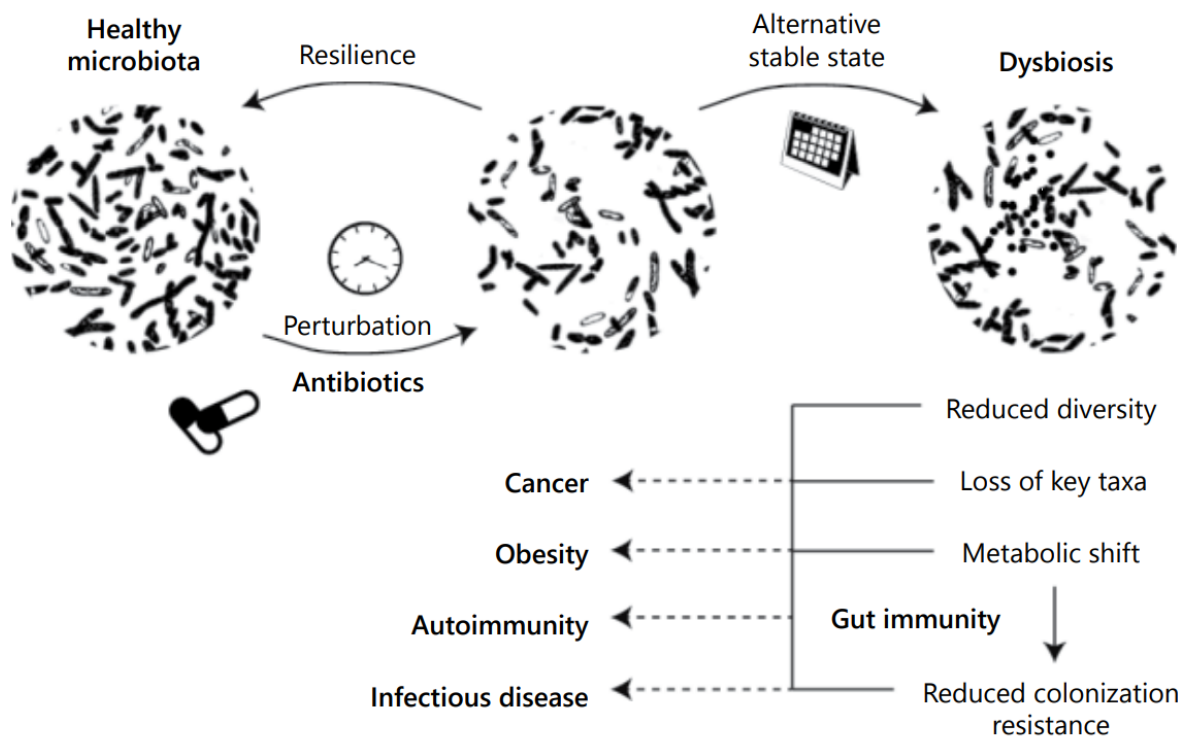 Healthy
microbiota
Resilience
Alternative
stable state
Dysbiosis
Perturbation
Antibiotics
Reduced diversity
Cancer
Loss of key taxa
Obesity
Metabolic shift
Autoimmunity
Gut immunity
Infectious disease
Reduced colonization
resistance